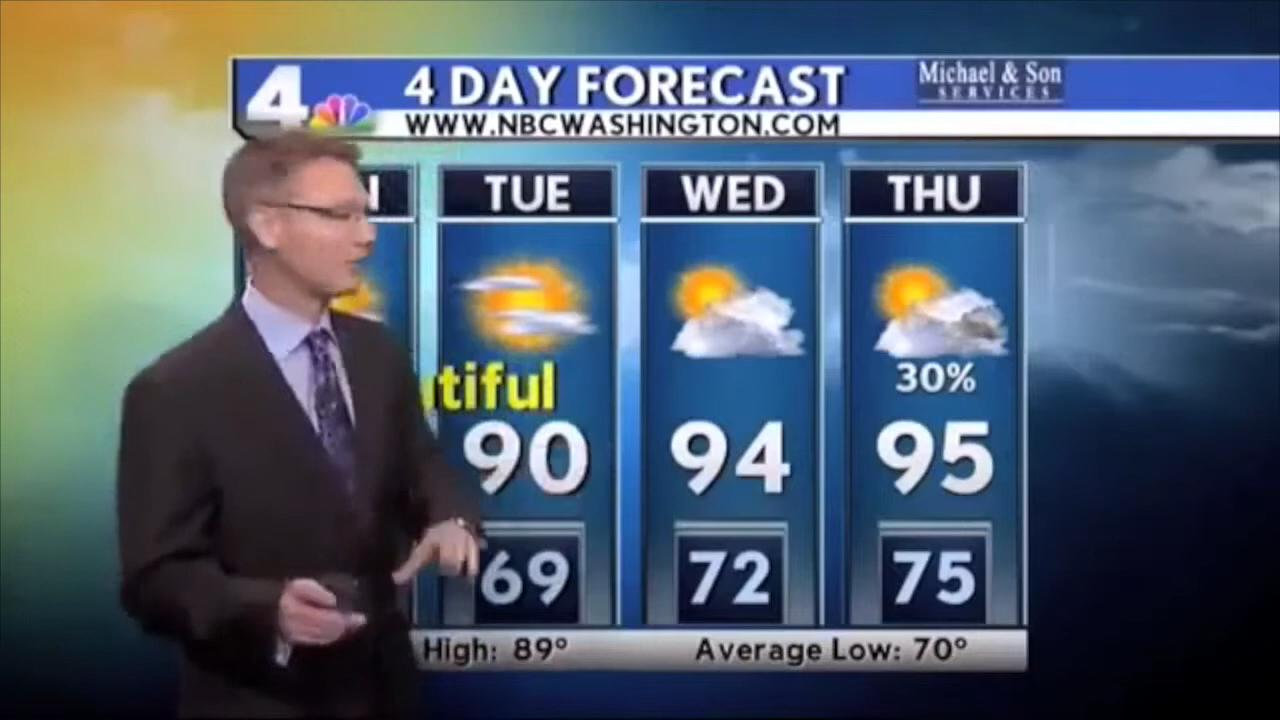 4
4 DAY FORECAST
Michael & Son
SERVICES
WWW.NBCWASHINGTON.COM
N TUE WED THU
tiful
30%
90 94 95
69 72 75
High: 89° Average Low: 70°